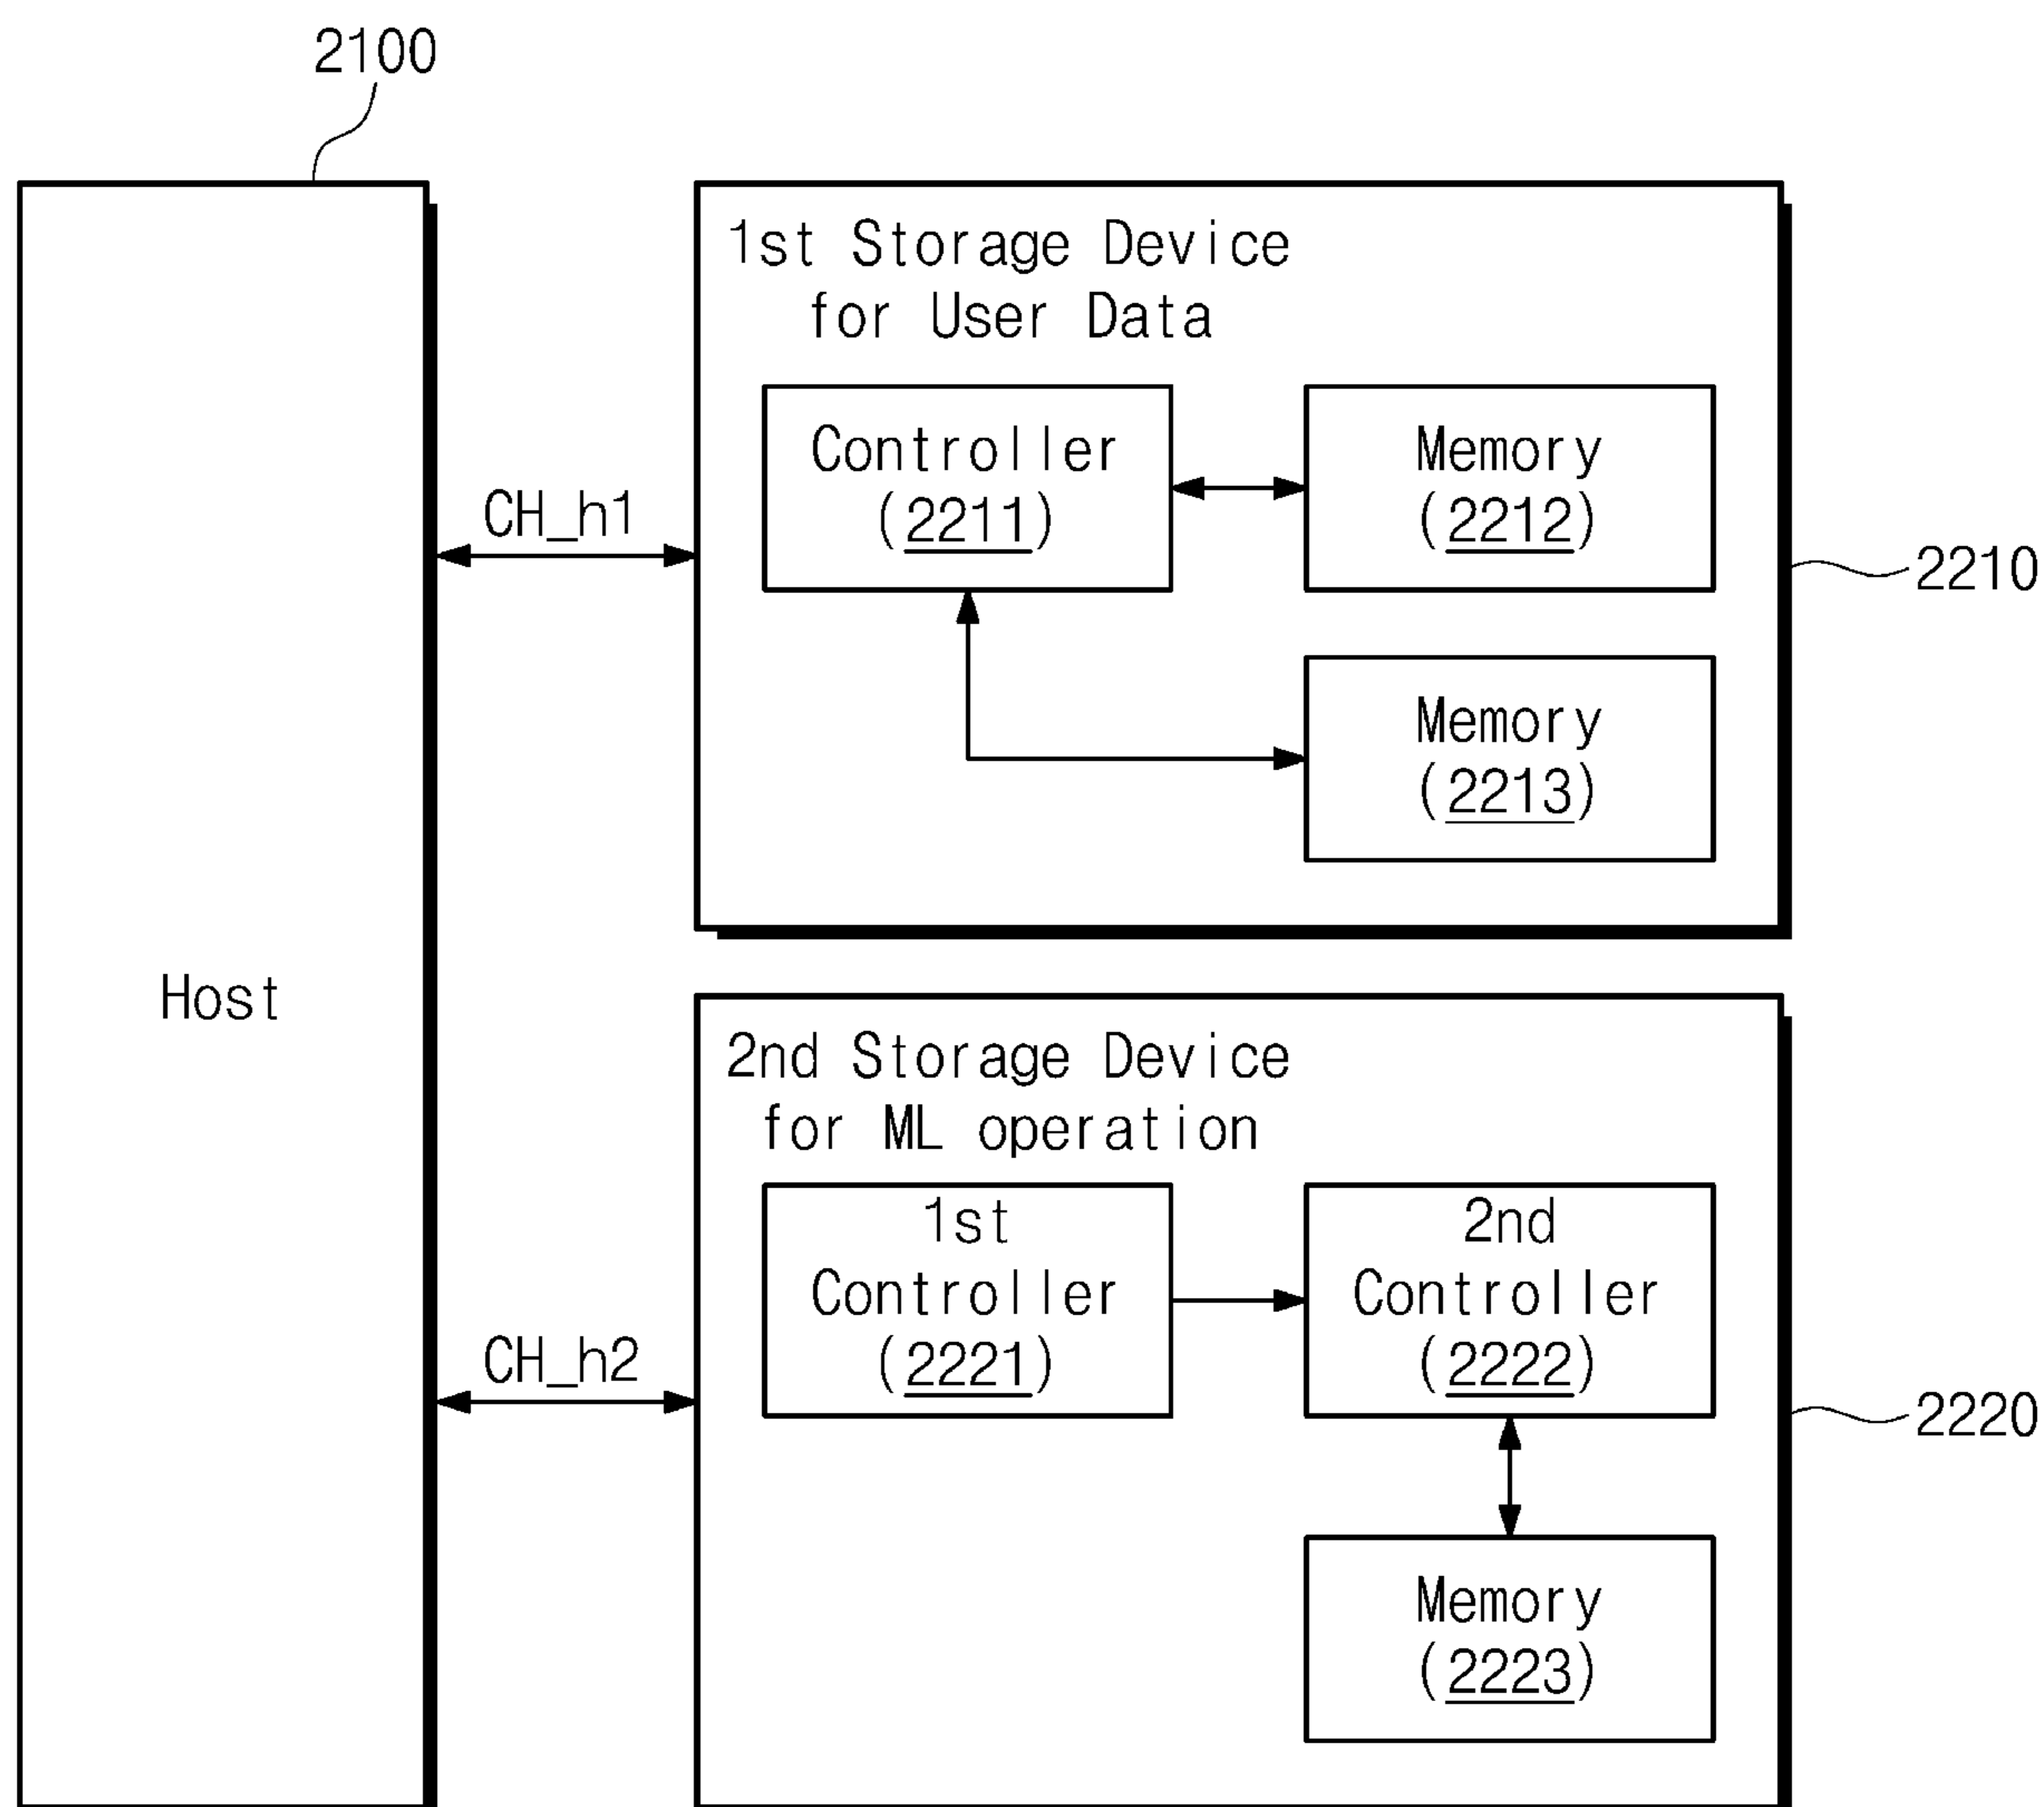 2100
1st Storage Device
for User Data
Controller
(2211)
Memory
(2212)
CH_h1
2210
Memory
(2213)
Host
2nd Storage Device
for ML operation
1st
Controller
(2221)
2nd
Controller
(2222)
CH_h2
2220
Memory
(2223)